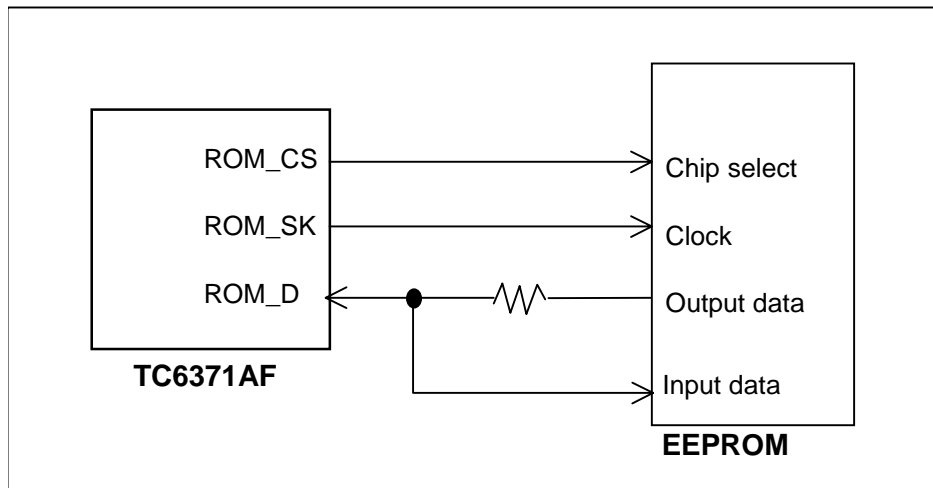 ROM_CS
ROM_SK
ROM_D
TC6371AF
Chip select
Clock
Output data
Input data
EEPROM